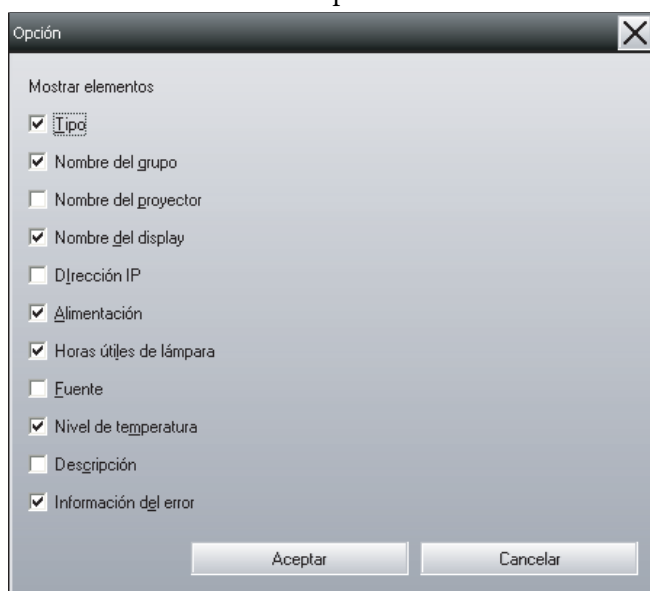 Opción
Mostrar elementos
Tipo
Nombre del grupo
Nombre del proyector
Nombre del display
DIrección IP
Alimentación
Horas útiles de lámpara
Fuente
Nivel de temperatura
Descripción
Información del error
Aceptar Cancelar